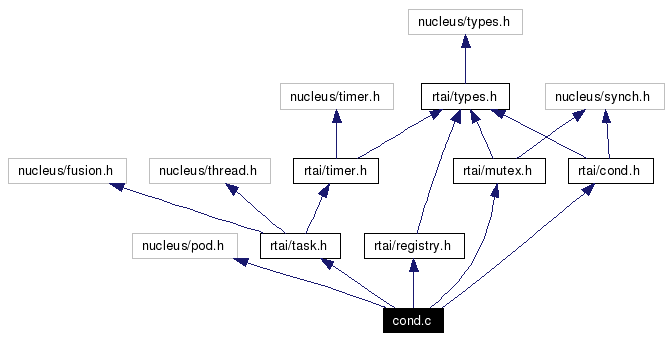 nucleus/types.h
nucleus/timer.h
rtai/types.h
nucleus/synch.h
nucleus/fusion.h
nucleus/thread.h
rtai/timer.h
rtai/mutex.h
rtai/cond.h
nucleus/pod.h
rtai/task.h
rtai/registry.h
cond.c